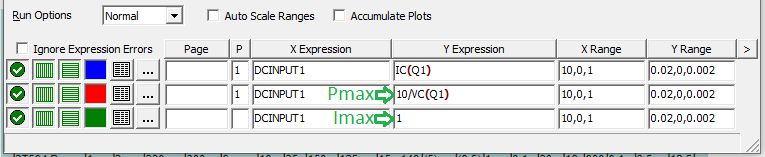 Run Options Normal Auto Scale Ranges Accumulate Plots
Ignore Expression Errors Page P X Expression Y Expression X Range Y Range >
... 1 DCINPUT1 IC(Q1) 10,0,1 0.02,0,0.002
... 1 DCINPUT1 Pmax 10/VC(Q1) 10,0,1 0.02,0,0.002
... DCINPUT1 Imax 1 10,0,1 0.02,0,0.002